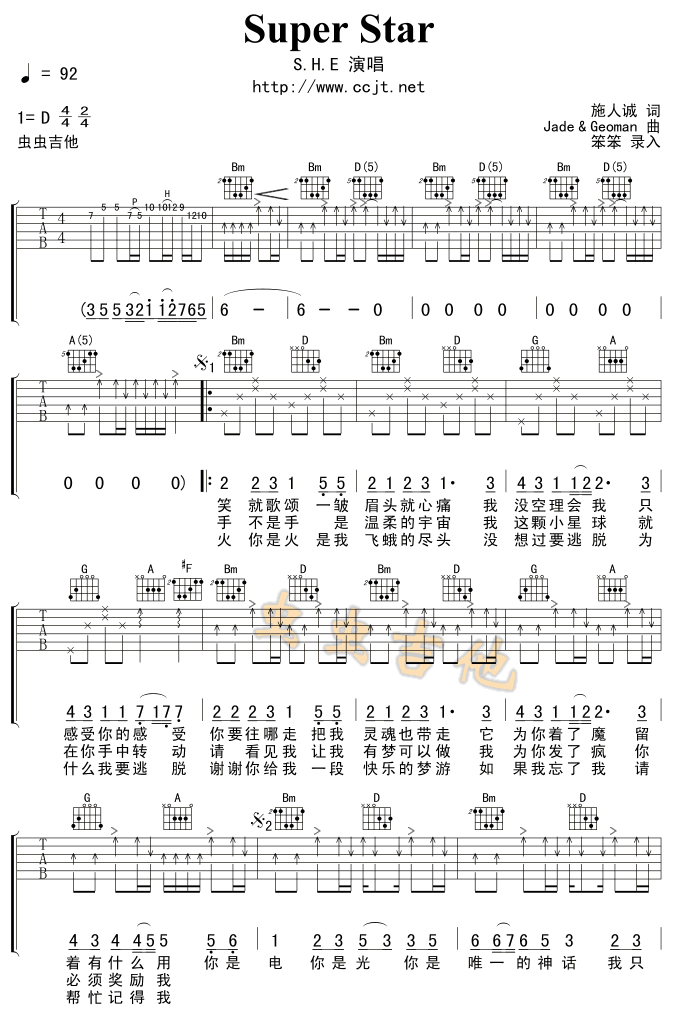 Super Star
S.H.E 演唱
♩ = 92
http://www.ccjt.net
1= D 4/4 2/4
施人诚 词
Jade & Geoman 曲
虫虫吉他
笨笨 录入
Bm Bm D(5) Bm D(5) Bm D(5)
P H
7 5 5 7 5 10 10 12 9 12 10
T A B 4 4
(3 5 5 3 2 1 1 2 7 6 5 6 – 6 – 0 0 0 0 0 0 0 0 0
A(5) Bm D Bm D G A
T A B
0 0 0 0) 2 2 3 1 5 5 2 2 3 2 1· 3 4 3 1 1 2 2· 3
笑 就歌颂 一皱 眉头就心痛 我 没空理会我 只
手 不是手 是 温柔的宇宙 我 这颗小星球 就
火 你是火 是我 飞蛾的尽头 没 想过要逃脱 为
G A #F Bm D Bm D G A
虫虫吉他
T A B
4 3 1 1 7 1 7 7 2 2 3 2 1 5 5 2 2 3 2 1· 3 4 3 1 1 2 2· 3
感受你的感 受 你要往哪走 把我 灵魂也带走 它 为你着了魔 留
在你手中转 动 请 看见我 让我 有梦可以做 我 为你发了疯 你
什么我要逃 脱 谢谢你给我 一段 快乐的梦游 如 果我忘了我 请
G A Bm D Bm D
T A B
4 3 4 4 5 5 5 6 1 2 3 5 3 3 5 6 6 7 6 5 2 3
着有什么用 你是 电 你是光 你是 唯一的神话 我只
必须奖励我
帮忙记得我